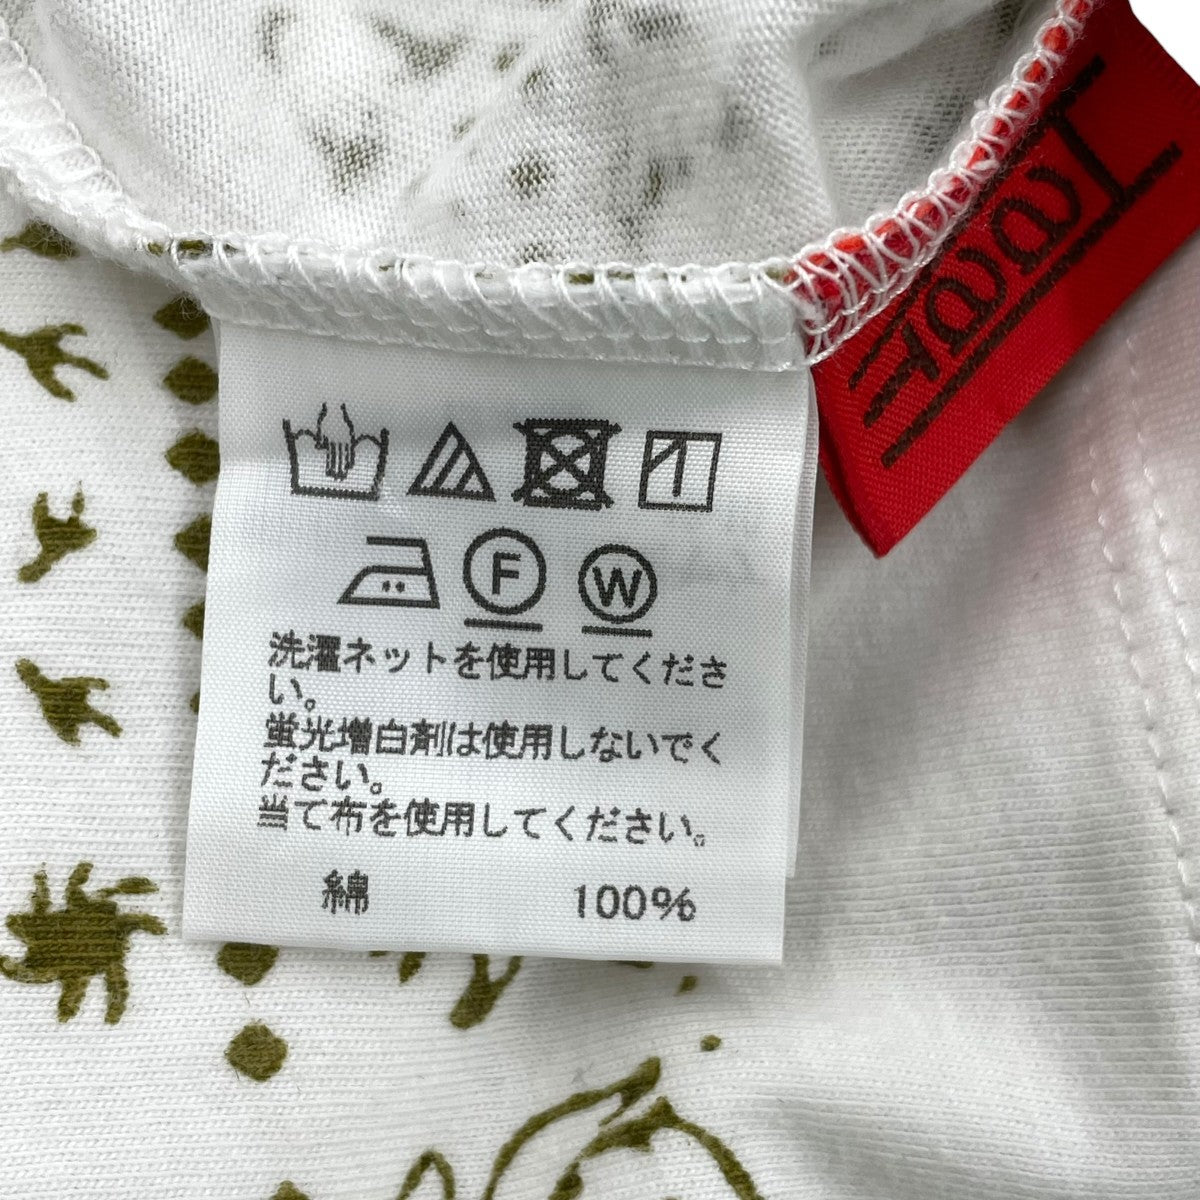 F W
洗濯ネットを使用してくださ
い。
蛍光増白剤は使用しないでく
ださい。
当て布を使用してください。
綿 100%